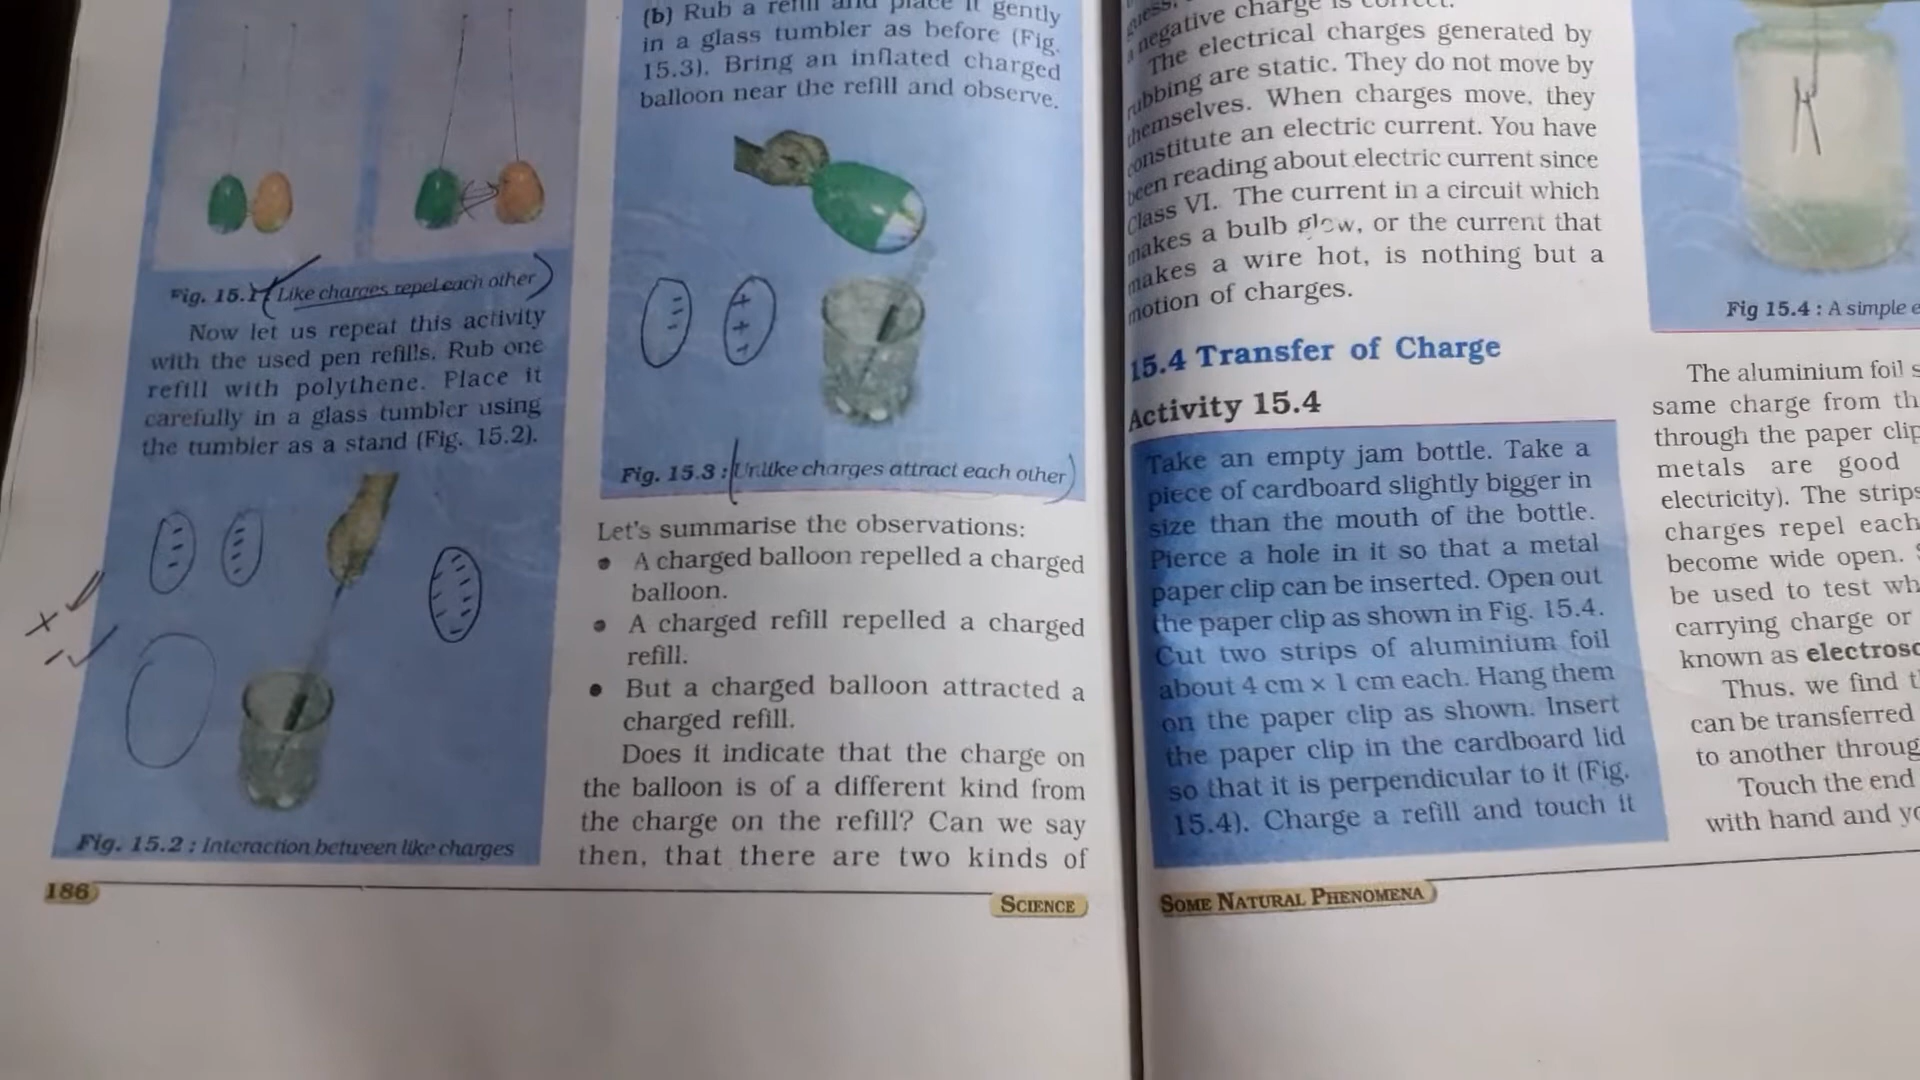 Fig. 15.1 Like charges repel each other
Now let us repeat this activity
with the used pen refills. Rub one
refill with polythene. Place it
carefully in a glass tumbler using
the tumbler as a stand (Fig. 15.2).
Fig. 15.2 : Interaction between like charges
186
(b) Rub a refill and place it gently
in a glass tumbler as before (Fig.
15.3). Bring an inflated charged
balloon near the refill and observe.
Fig. 15.3 : Unlike charges attract each other
Let's summarise the observations:
• A charged balloon repelled a charged
balloon.
• A charged refill repelled a charged
refill.
• But a charged balloon attracted a
charged refill.
Does it indicate that the charge on
the balloon is of a different kind from
the charge on the refill? Can we say
then, that there are two kinds of
SCIENCE
negative charge is correct.
The electrical charges generated by
rubbing are static. They do not move by
themselves. When charges move, they
constitute an electric current. You have
been reading about electric current since
Class VI. The current in a circuit which
makes a bulb glow, or the current that
makes a wire hot, is nothing but a
motion of charges.
15.4 Transfer of Charge
Activity 15.4
Take an empty jam bottle. Take a
piece of cardboard slightly bigger in
size than the mouth of the bottle.
Pierce a hole in it so that a metal
paper clip can be inserted. Open out
the paper clip as shown in Fig. 15.4.
Cut two strips of aluminium foil
about 4 cm × 1 cm each. Hang them
on the paper clip as shown. Insert
the paper clip in the cardboard lid
so that it is perpendicular to it (Fig.
15.4). Charge a refill and touch it
SOME NATURAL PHENOMENA
Fig 15.4 : A simple e
The aluminium foil s
same charge from th
through the paper clip
metals are good
electricity). The strips
charges repel each
become wide open.
be used to test wh
carrying charge or
known as electrosc
Thus, we find t
can be transferred
to another throug
Touch the end
with hand and yo